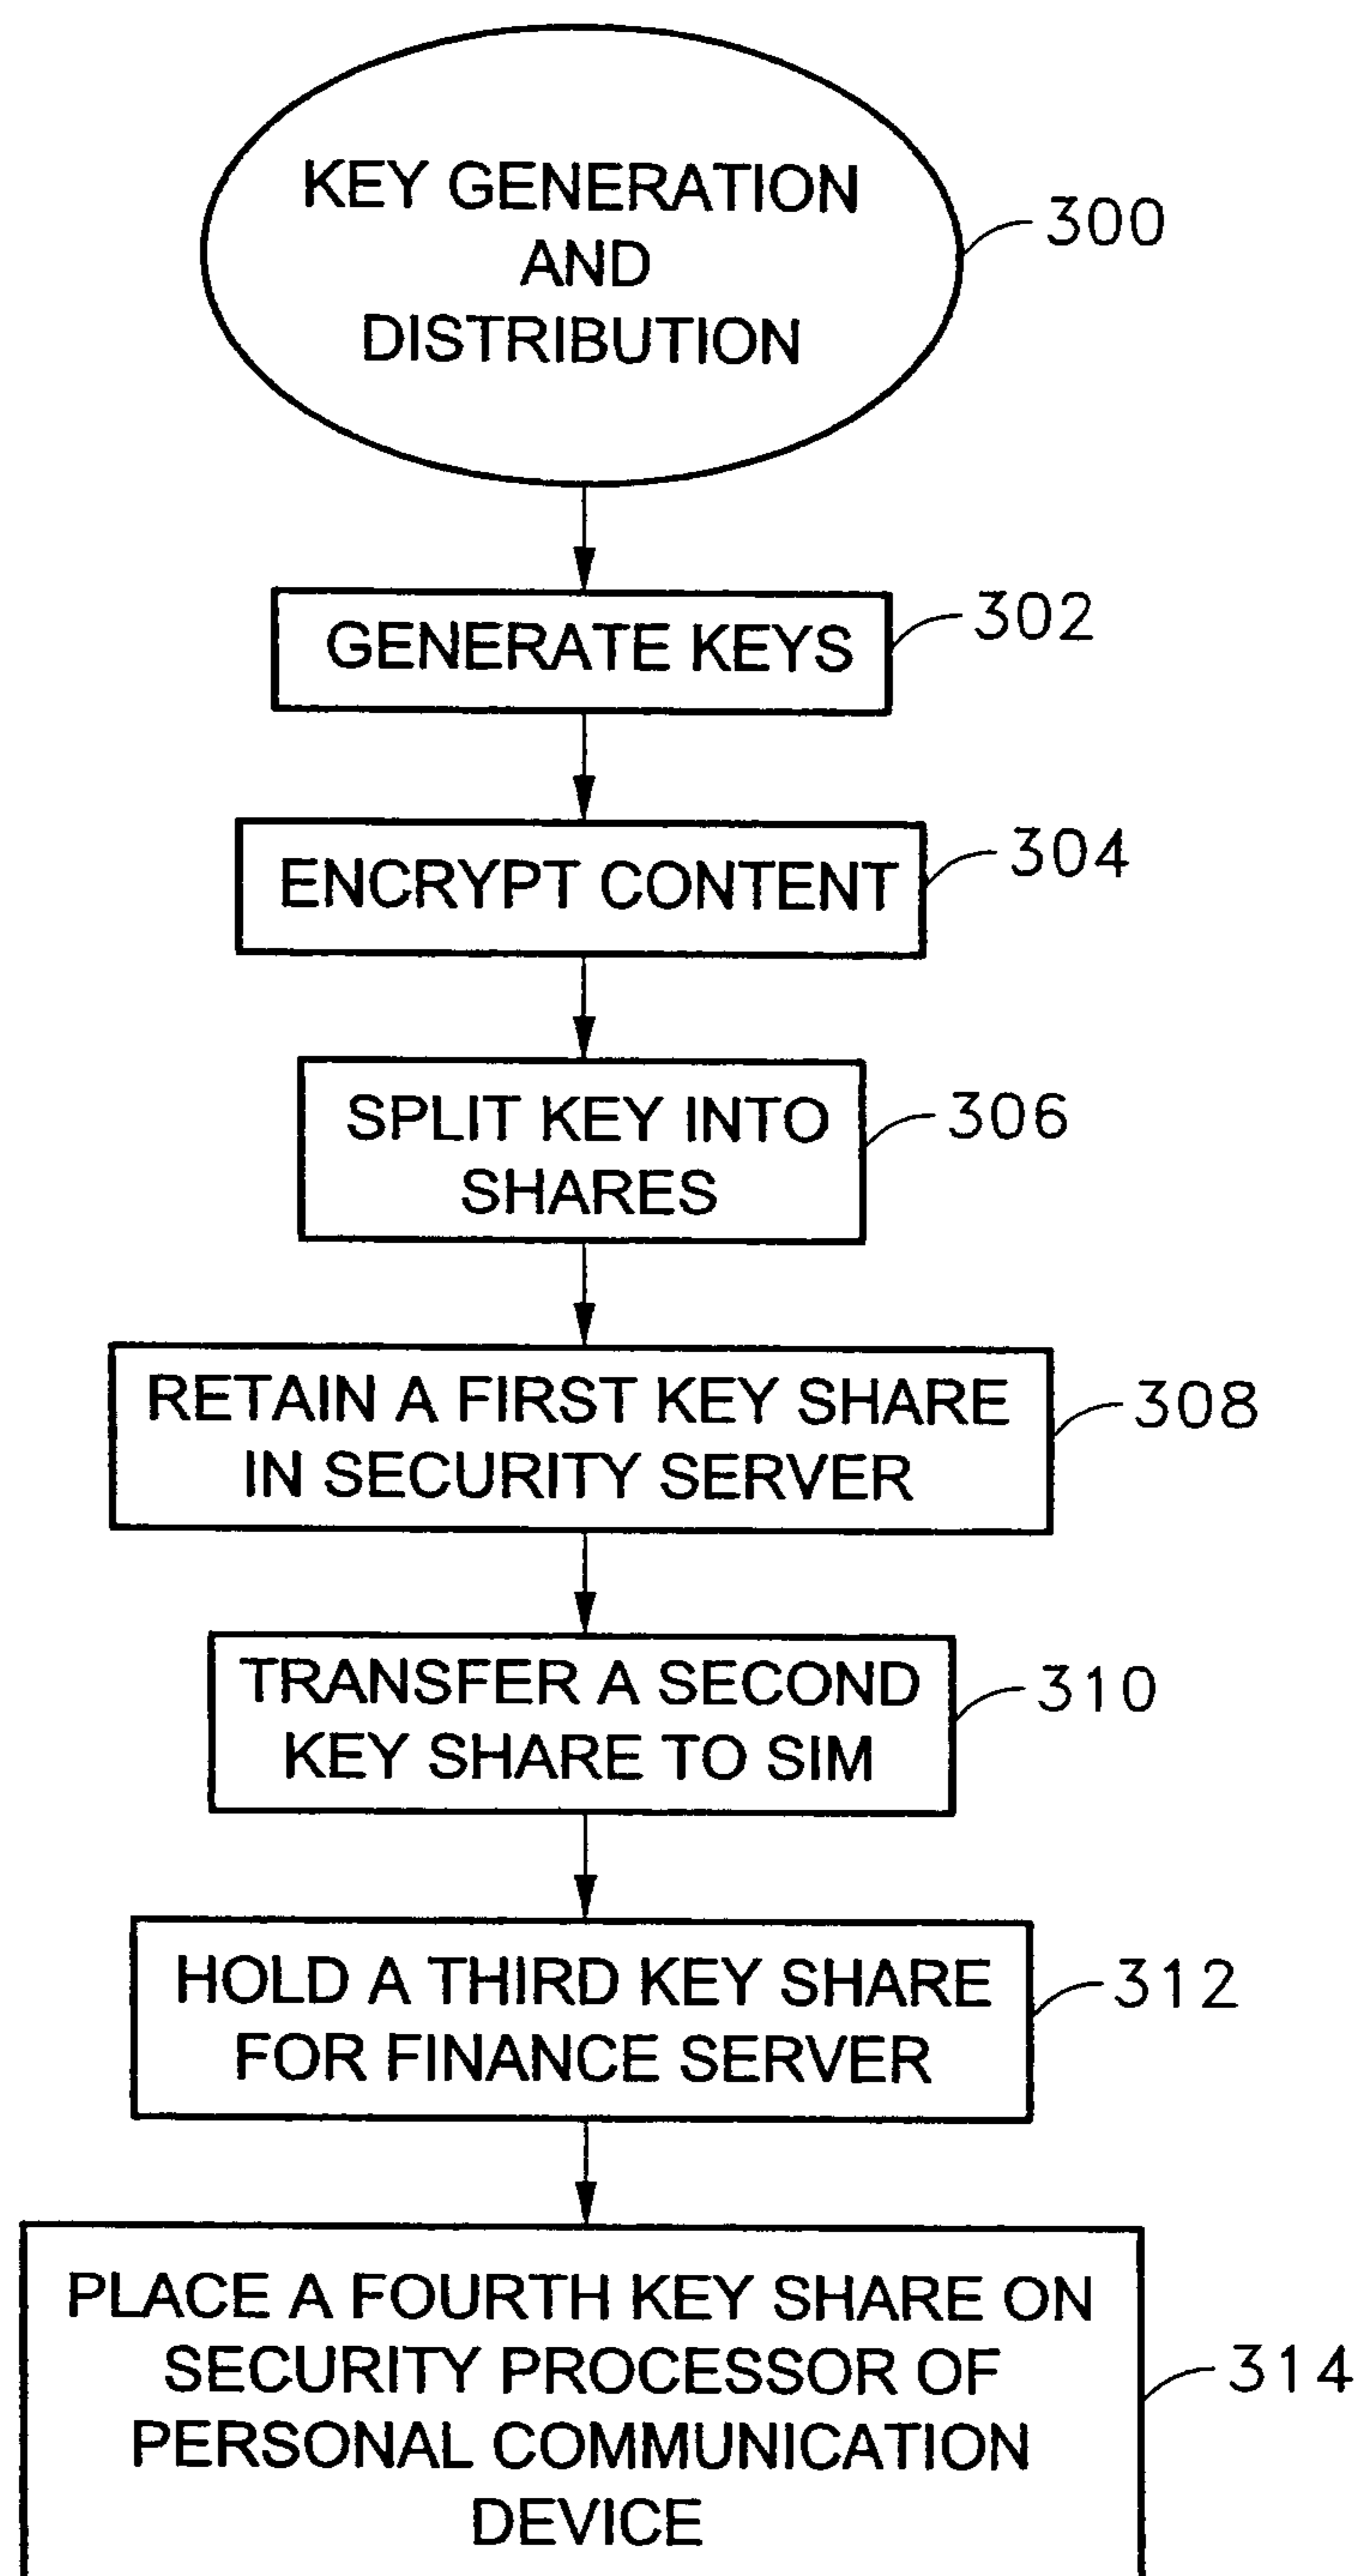 KEY GENERATION
AND
DISTRIBUTION
300
GENERATE KEYS
302
ENCRYPT CONTENT
304
SPLIT KEY INTO
SHARES
306
RETAIN A FIRST KEY SHARE
IN SECURITY SERVER
308
TRANSFER A SECOND
KEY SHARE TO SIM
310
HOLD A THIRD KEY SHARE
FOR FINANCE SERVER
312
PLACE A FOURTH KEY SHARE ON
SECURITY PROCESSOR OF
PERSONAL COMMUNICATION
DEVICE
314